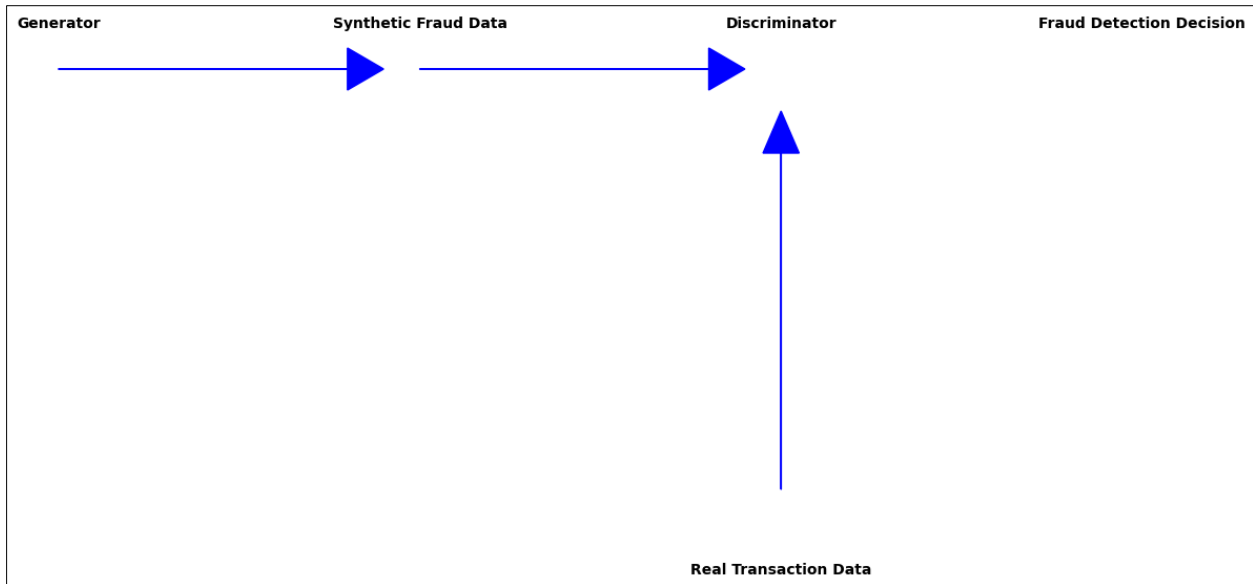 Generator
Synthetic Fraud Data
Discriminator
Fraud Detection Decision
Real Transaction Data